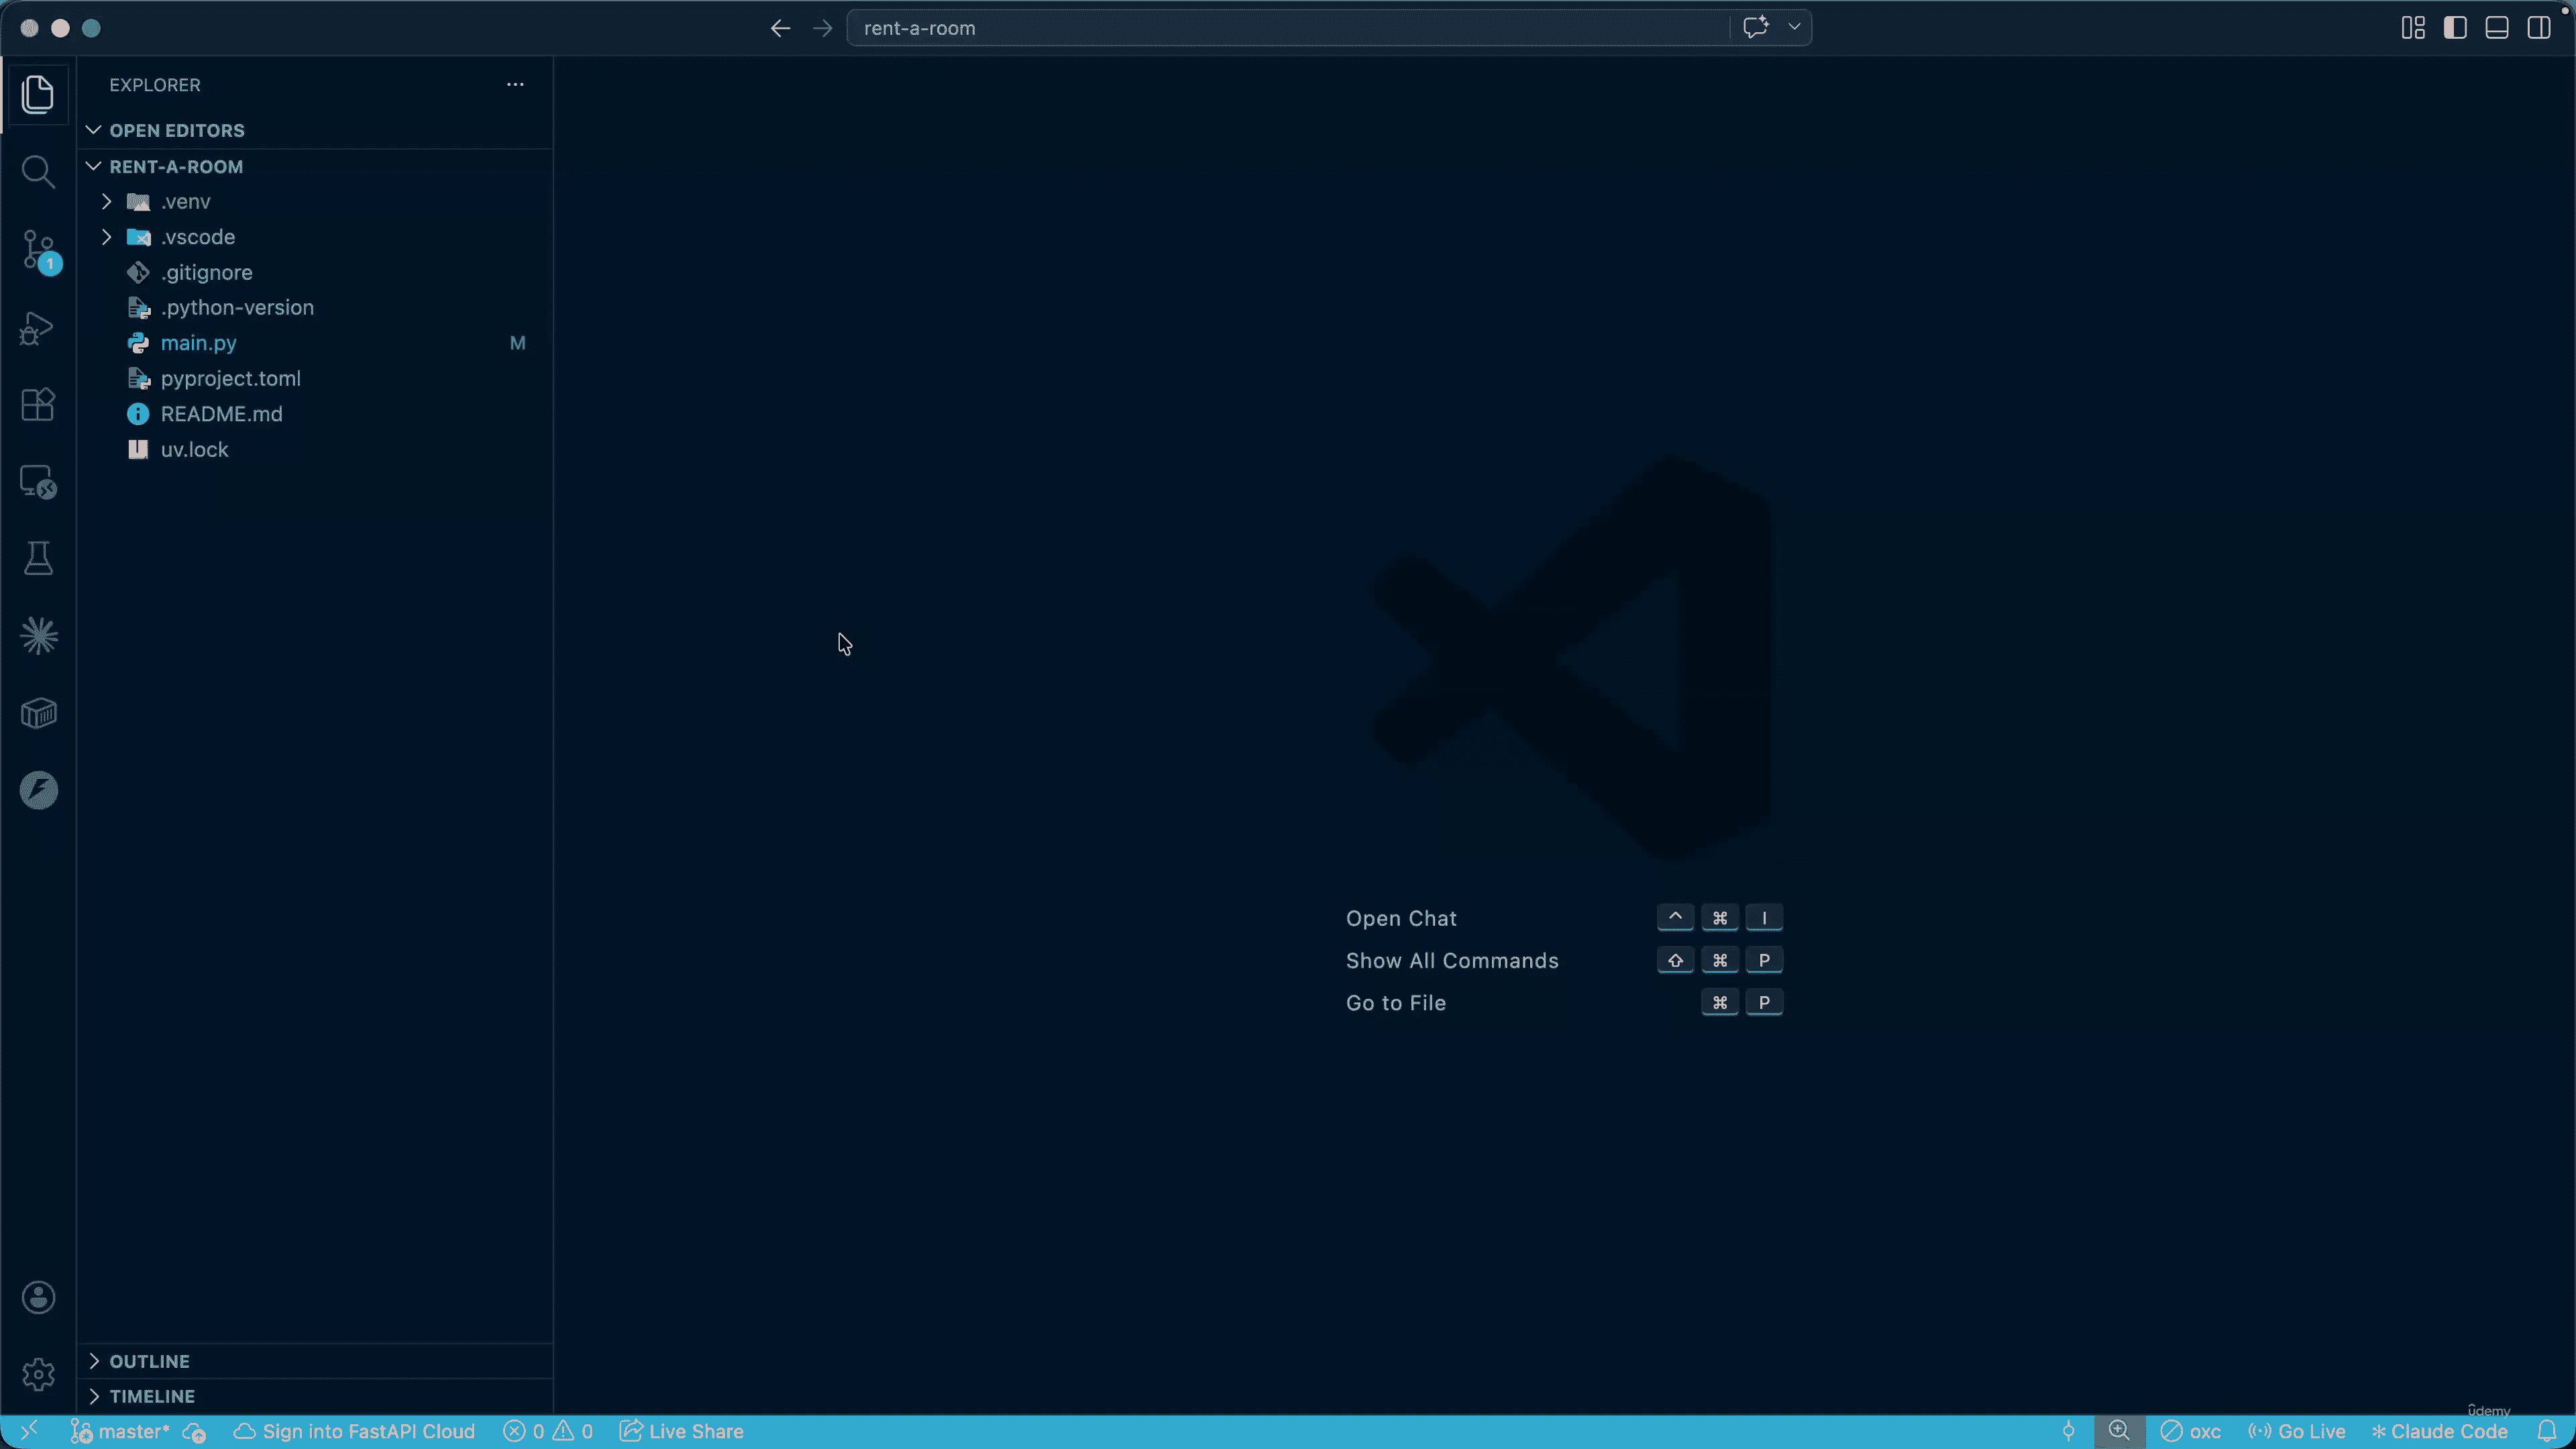 rent-a-room
EXPLORER
OPEN EDITORS
RENT-A-ROOM
.venv
.vscode
1
.gitignore
.python-version
main.py M
pyproject.toml
README.md
uv.lock
Open Chat ^ ⌘ I
Show All Commands ⇧ ⌘ P
Go to File ⌘ P
OUTLINE
TIMELINE
udemy
master* Sign into FastAPI Cloud 0 0 Live Share oxc Go Live Claude Code